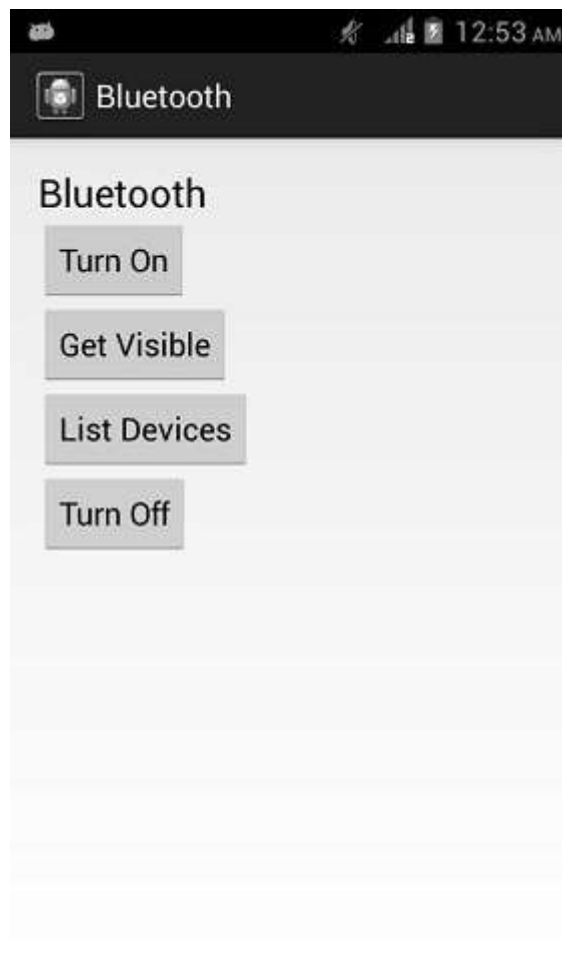 12:53 AM
Bluetooth
Bluetooth
Turn On
Get Visible
List Devices
Turn Off